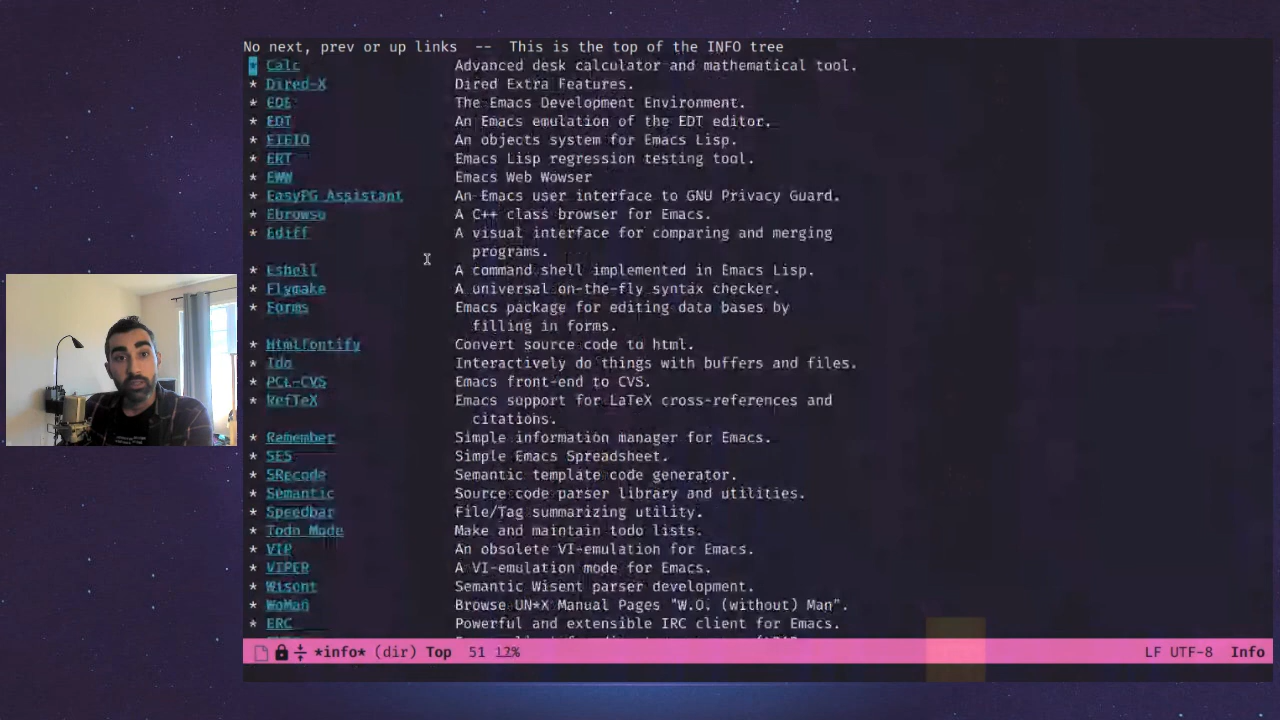 No next, prev or up links -- This is the top of the INFO tree
* Calc Advanced desk calculator and mathematical tool.
* Dired-X Dired Extra Features.
* EDE The Emacs Development Environment.
* EDT An Emacs emulation of the EDT editor.
* EIEIO An objects system for Emacs Lisp.
* ERT Emacs Lisp regression testing tool.
* EWW Emacs Web Wowser
* EasyPG Assistant An Emacs user interface to GNU Privacy Guard.
* Ebrowse A C++ class browser for Emacs.
* Ediff A visual interface for comparing and merging
programs.
* Eshell A command shell implemented in Emacs Lisp.
* Flymake A universal on-the-fly syntax checker.
* Forms Emacs package for editing data bases by
filling in forms.
* Htmlfontify Convert source code to html.
* Ido Interactively do things with buffers and files.
* PCL-CVS Emacs front-end to CVS.
* RefTeX Emacs support for LaTeX cross-references and
citations.
* Remember Simple information manager for Emacs.
* SES Simple Emacs Spreadsheet.
* SRecode Semantic template code generator.
* Semantic Source code parser library and utilities.
* Speedbar File/Tag summarizing utility.
* Todo Mode Make and maintain todo lists.
* VIP An obsolete VI-emulation for Emacs.
* VIPER A VI-emulation mode for Emacs.
* Wisent Semantic Wisent parser development.
* WoMan Browse UN*X Manual Pages "W.O. (without) Man".
* ERC Powerful and extensible IRC client for Emacs.
*info* (dir) Top 51 12% LF UTF-8 Info